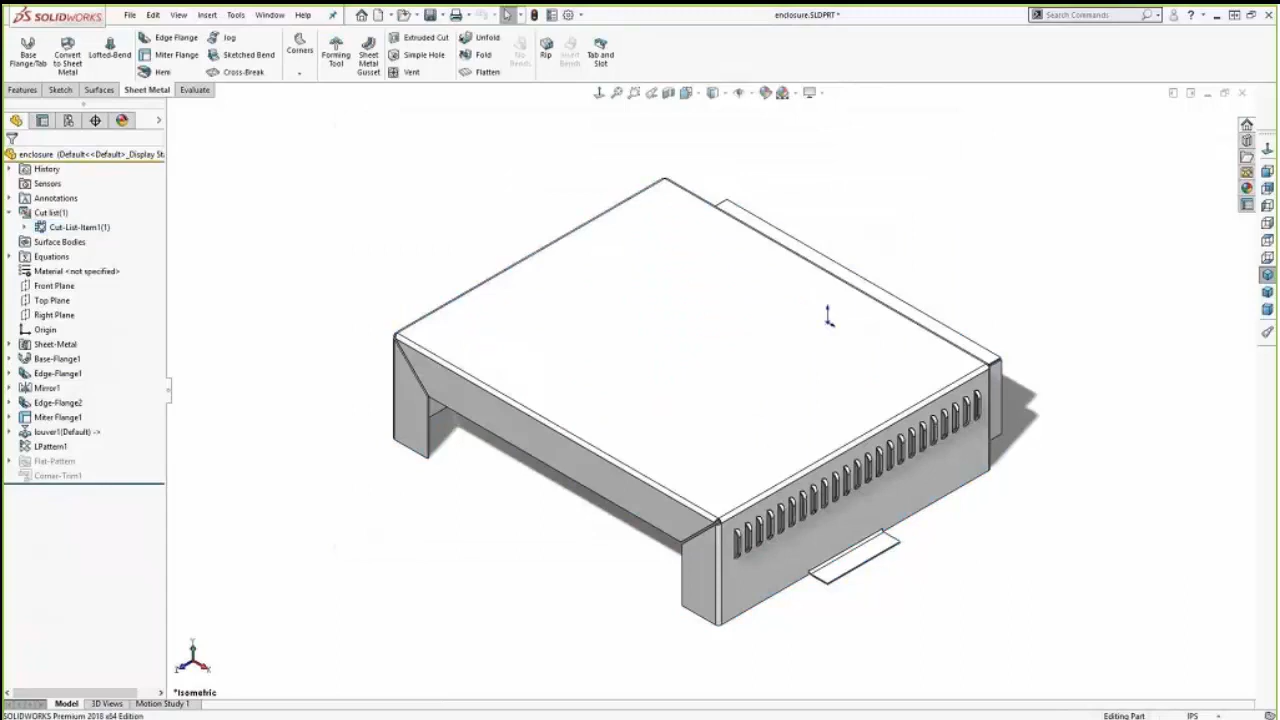 SOLIDWORKS File Edit View Insert Tools Window Help enclosure.SLDPRT * Search Commands ?
Edge Flange Jog Extruded Cut Unfold
Base Flange/Tab Convert to Sheet Metal Lofted-Bend Miter Flange Sketched Bend Corners Forming Tool Sheet Metal Gusset Simple Hole Fold No Bends Rip Insert Bends Tab and Slot
Hem Cross-Break Vent Flatten
Features Sketch Surfaces Sheet Metal Evaluate
enclosure (Default<<Default>_Display St
History
Sensors
Annotations
Cut list(1)
Cut-List-Item1(1)
Surface Bodies
Equations
Material <not specified>
Front Plane
Top Plane
Right Plane
Origin
Sheet-Metal
Base-Flange1
Edge-Flange1
Mirror1
Edge-Flange2
Miter Flange1
louver1(Default) ->
LPattern1
Flat-Pattern
Corner-Trim1
Y
Z X
*Isometric
Model 3D Views Motion Study 1
SOLIDWORKS Premium 2018 x64 Edition Editing Part IPS